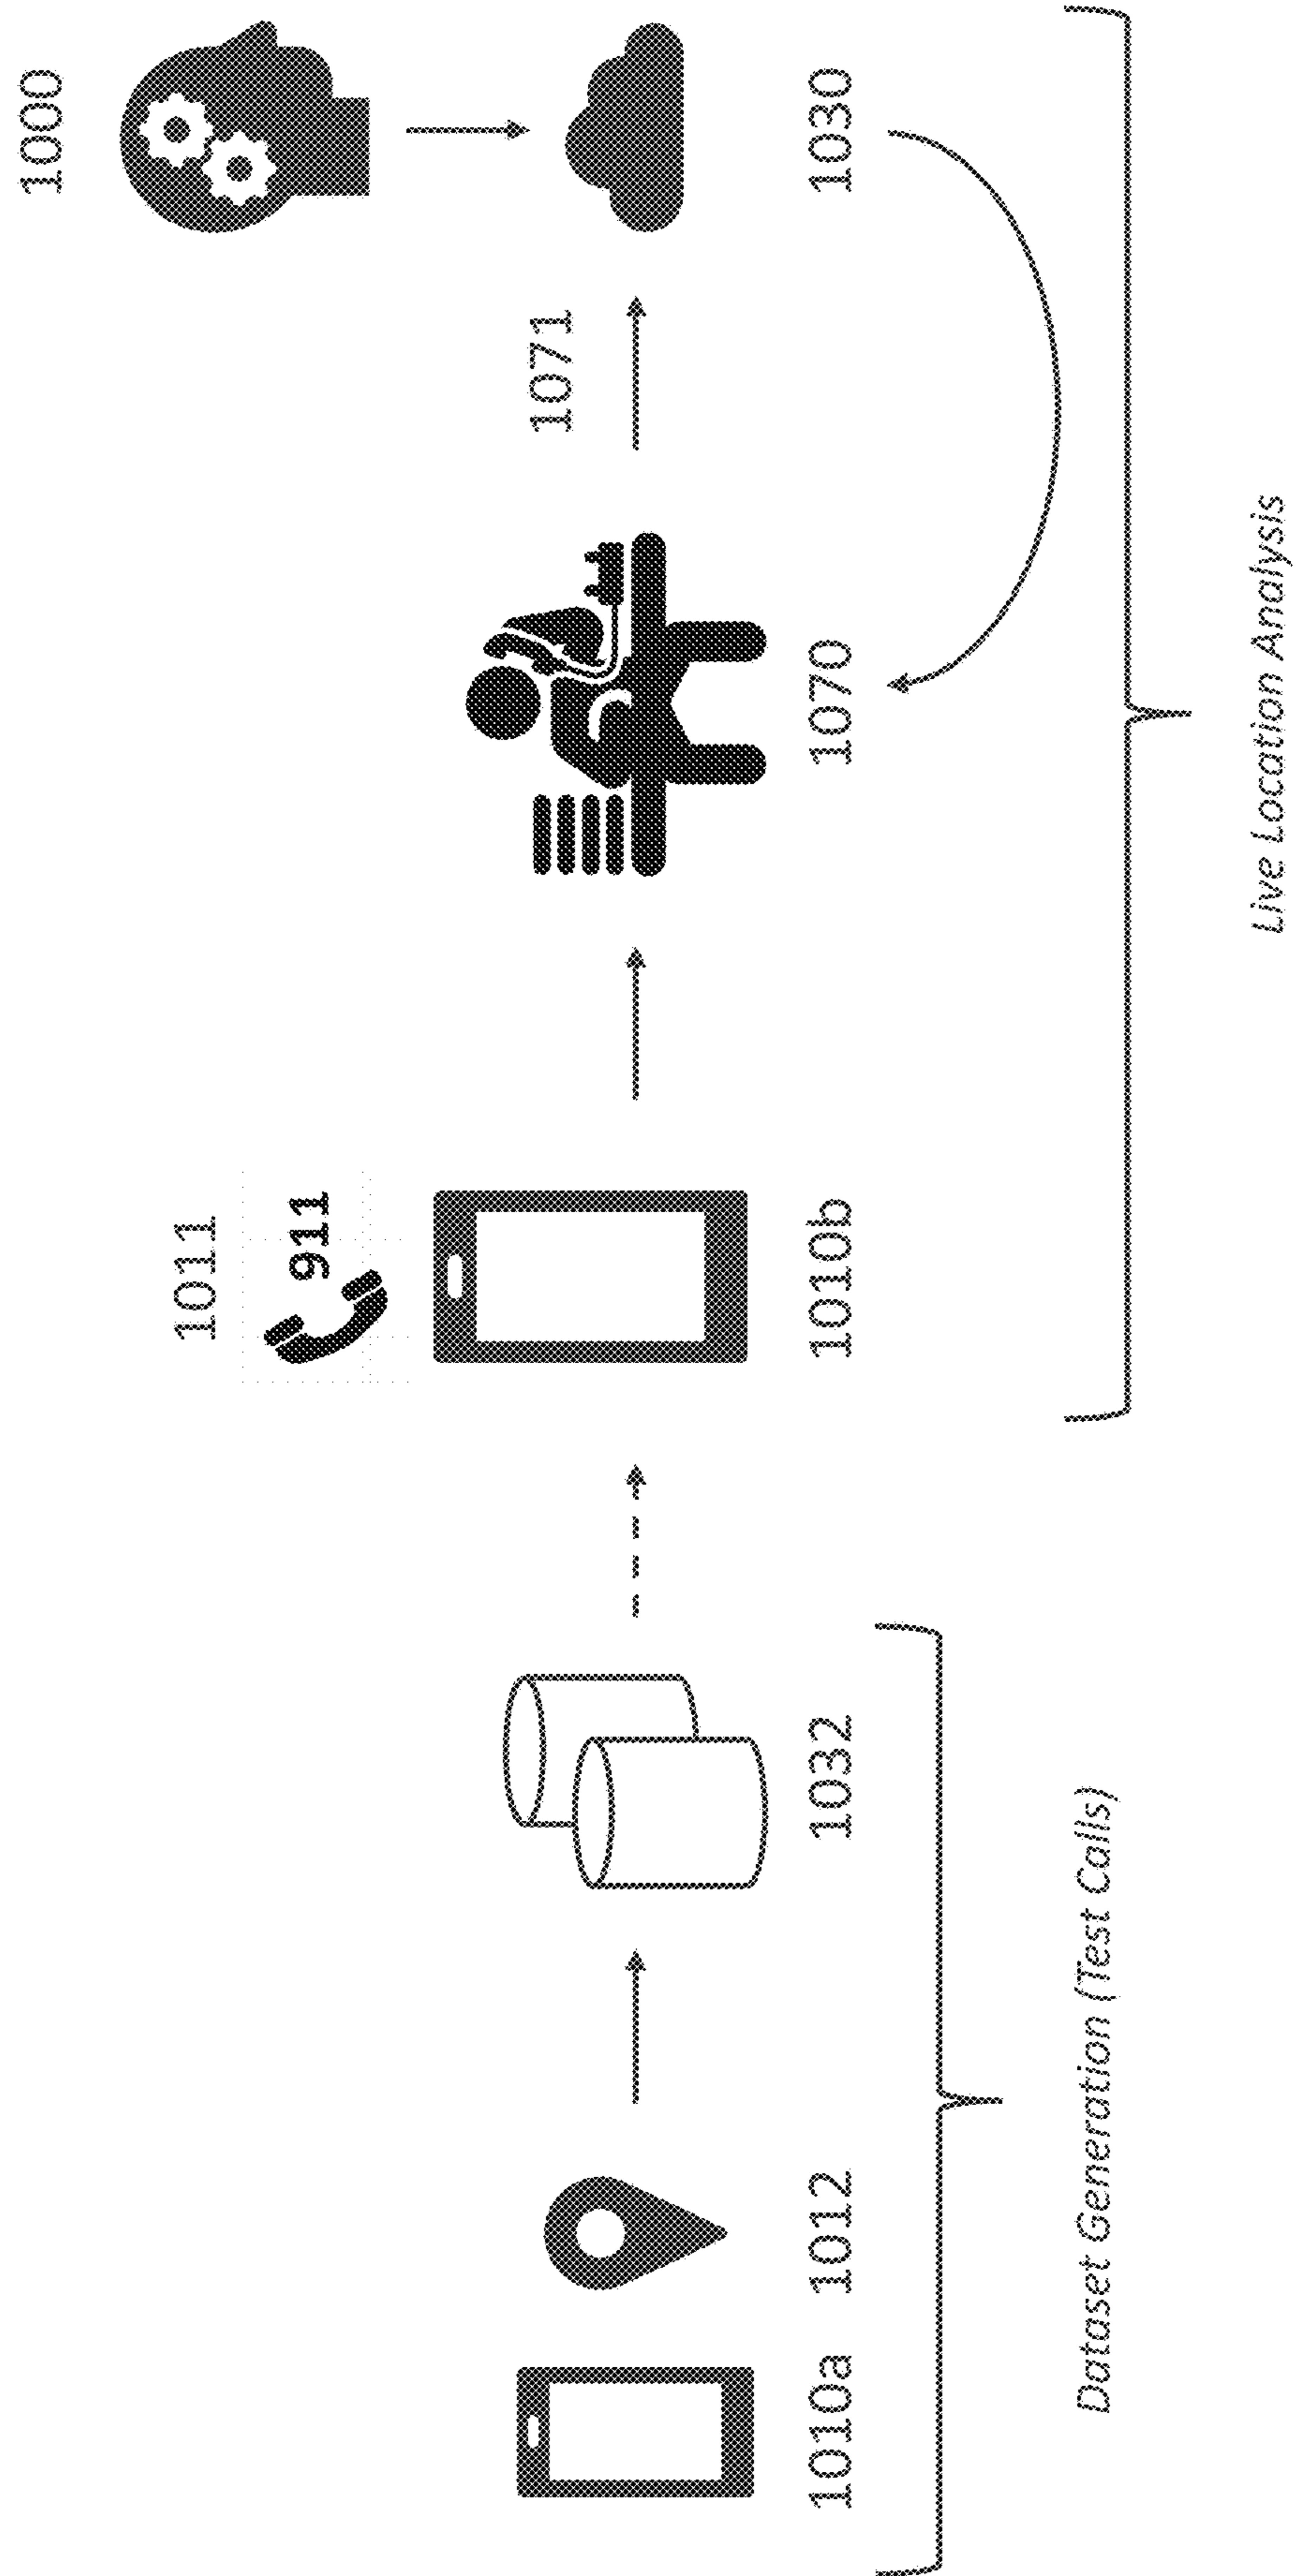 1000
1011
911
1071
1010a
1012
1032
1010b
1070
1030
Dataset Generation (Test Calls)
Live Location Analysis